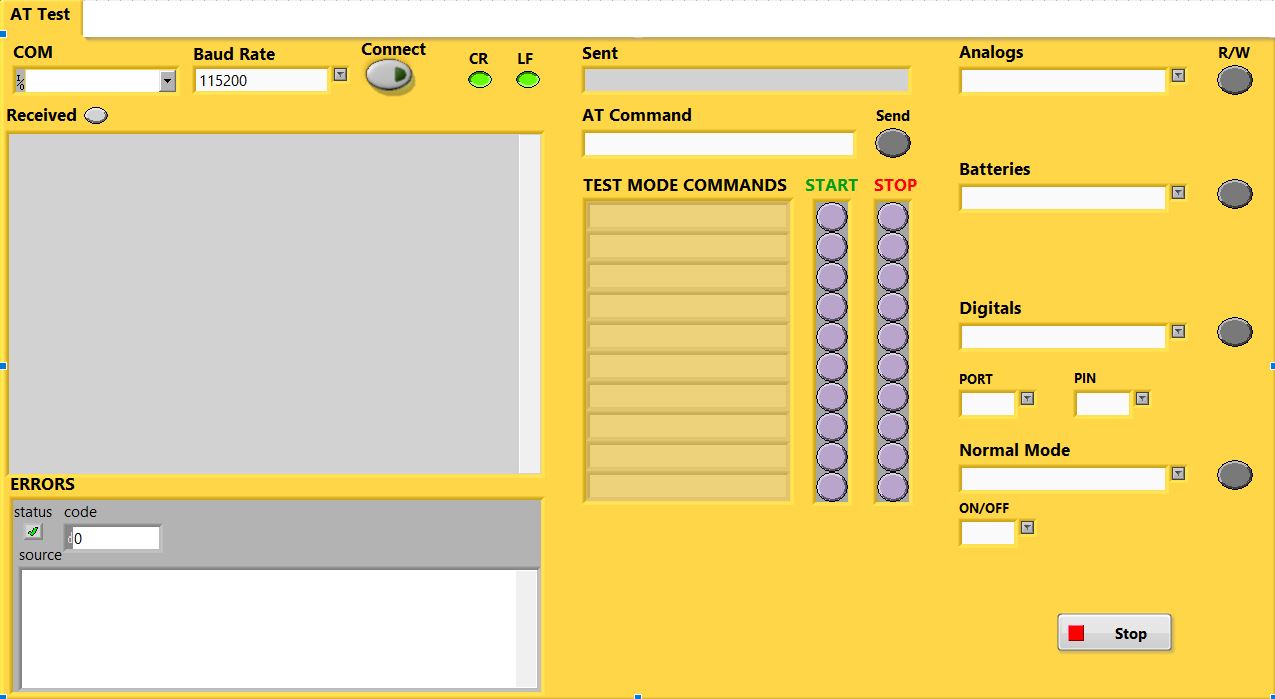 AT Test
COM
Baud Rate
Connect
CR
LF
115200
Received
ERRORS
status
code
0
source
Sent
AT Command
Send
TEST MODE COMMANDS
START
STOP
Analogs
R/W
Batteries
Digitals
PORT
PIN
Normal Mode
ON/OFF
Stop